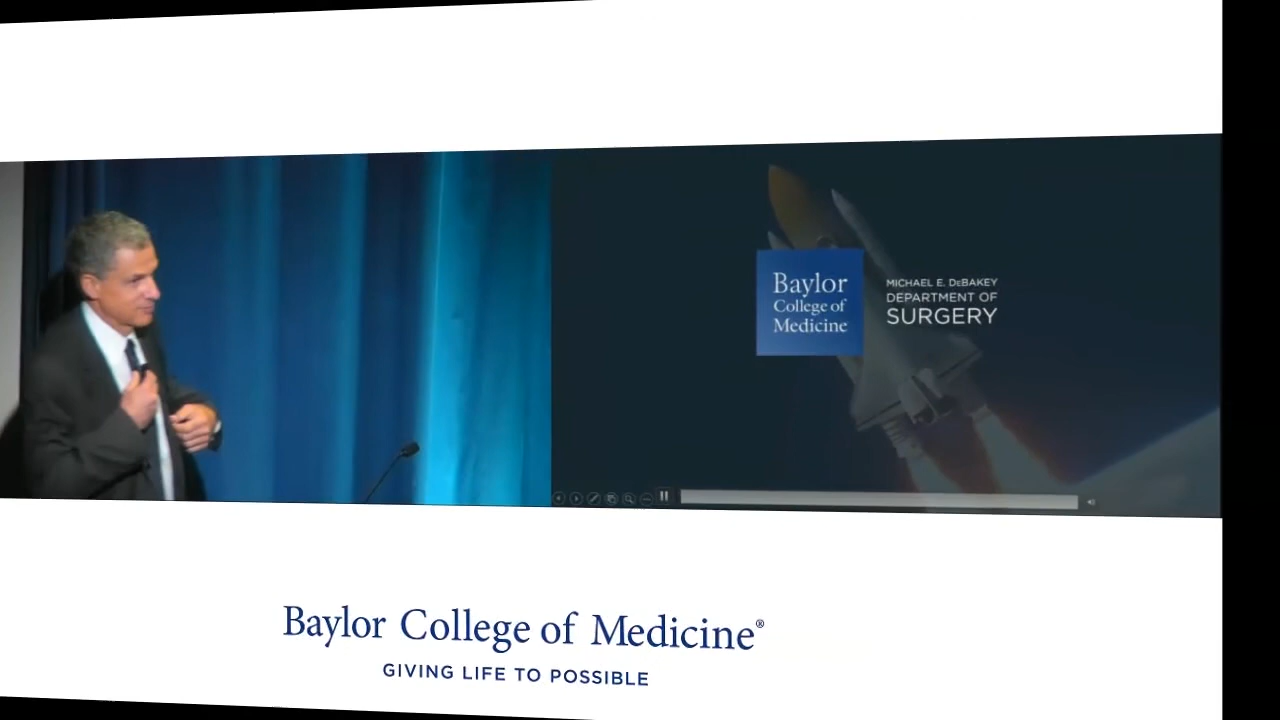 Baylor
College of
Medicine
MICHAEL E. DEBAKEY
DEPARTMENT OF
SURGERY
Baylor College of Medicine®
GIVING LIFE TO POSSIBLE